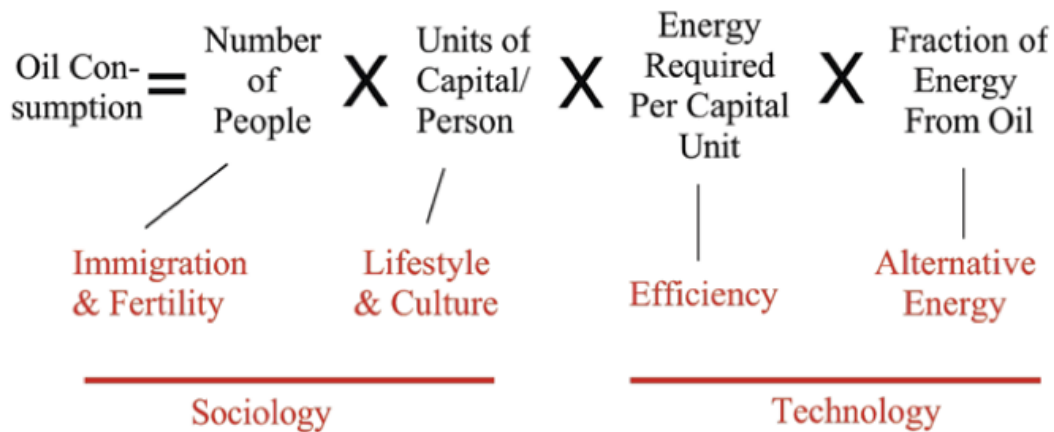 Oil Con-
sumption
=
Number
of
People
X
Units of
Capital/
Person
X
Energy
Required
Per Capital
Unit
X
Fraction of
Energy
From Oil
Immigration
& Fertility
Lifestyle
& Culture
Efficiency
Alternative
Energy
Sociology
Technology